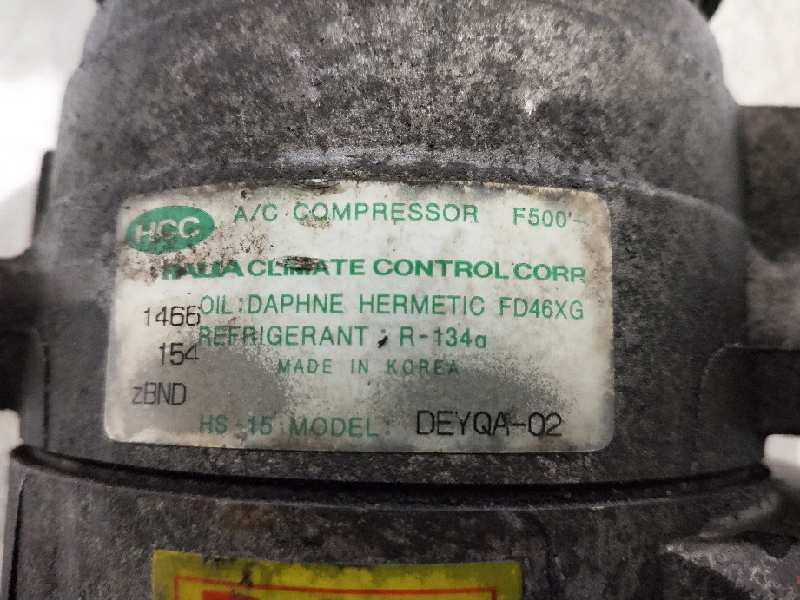 HCC A/C COMPRESSOR F500
CLIMATE CONTROL CORP.
1466 OIL: DAPHNE HERMETIC FD46XG
154 REFRIGERANT: R-134a
MADE IN KOREA
zBND
HS-15 MODEL: DEYQA-02